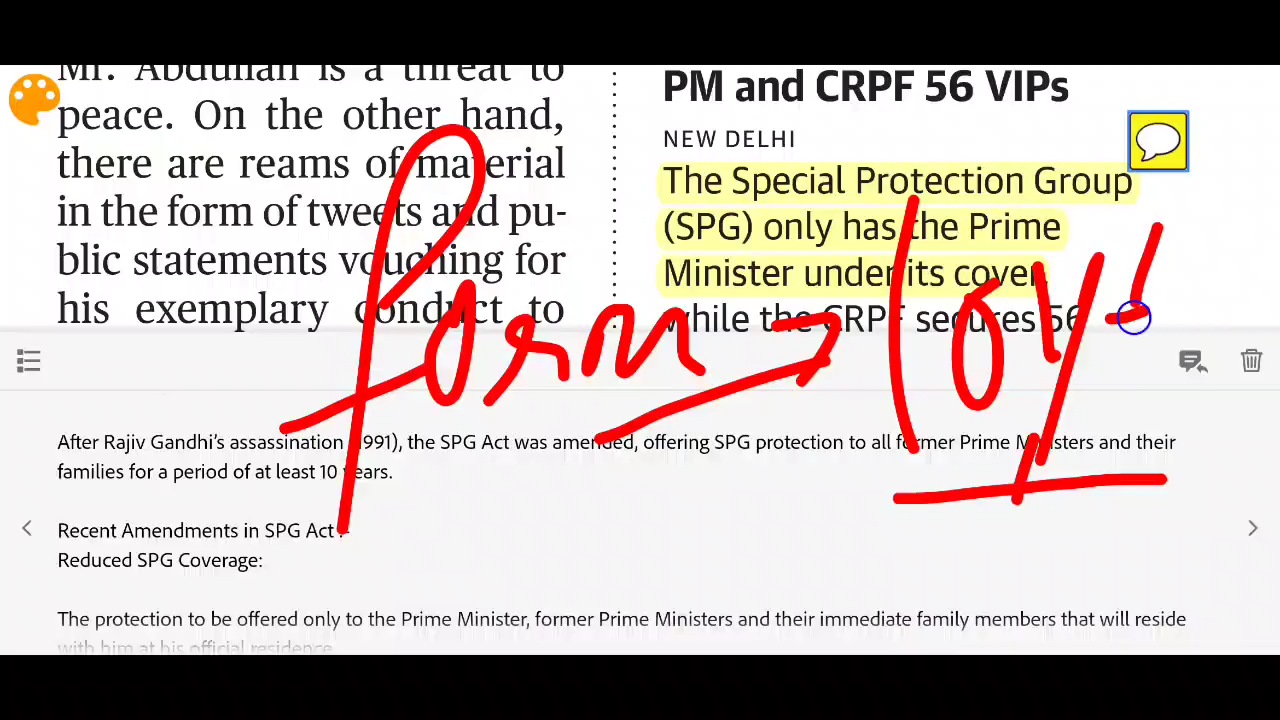 Mr. Abdullah is a threat to
peace. On the other hand,
there are reams of material
in the form of tweets and pu-
blic statements vouching for
his exemplary conduct to
PM and CRPF 56 VIPs
NEW DELHI
The Special Protection Group
(SPG) only has the Prime
Minister under its cover
while the CRPF secures 56
form
After Rajiv Gandhi's assassination (1991), the SPG Act was amended, offering SPG protection to all former Prime Ministers and their
families for a period of at least 10 years.
Recent Amendments in SPG Act :-
Reduced SPG Coverage:
The protection to be offered only to the Prime Minister, former Prime Ministers and their immediate family members that will reside
with him at his official residence